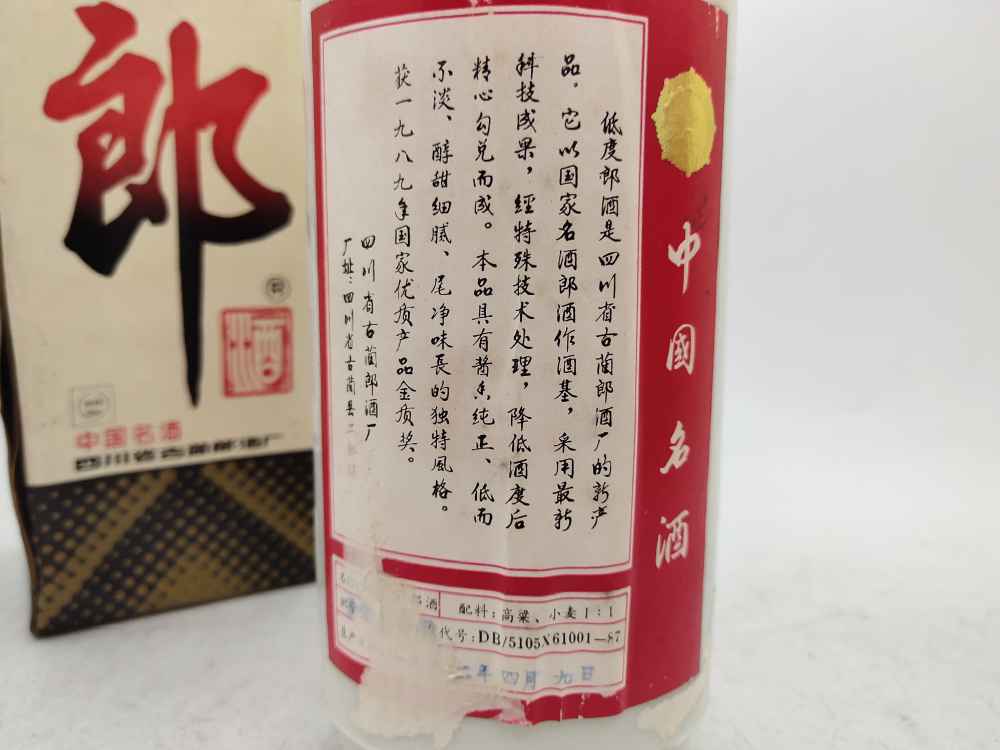 低度郎酒是四川省古蔺郎酒厂的新产
品，它以国家名酒郎酒作酒基，采用最新
科技成果，经特殊技术处理，降低酒度后
精心勾兑而成。本品具有酱香纯正、低而
不淡、醇甜细腻、尾净味長的独特風格。
获一九八九年国家优质产品金质奖。
四川省古蔺郎酒厂
厂址：四川省古蔺县二
中國名酒
酒
配料：高粱、小麦1:1
代号：DB/5105X61001—87
二年四月九日
郎
酒
中国名酒
四川省古蔺郎酒厂